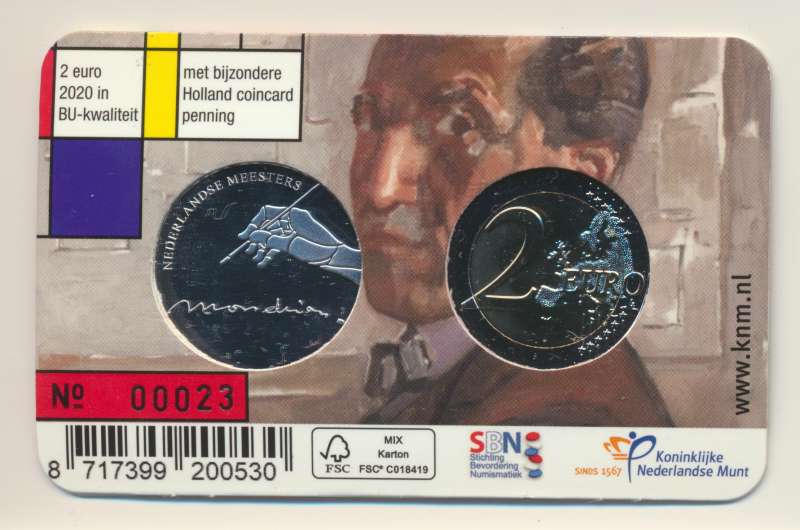 2 euro
2020 in
BU-kwaliteit
met bijzondere
Holland coincard
penning
NEDERLANDSE MEESTERS
Mondrian
2 EURO
www.knm.nl
Nº 00023
8 717399 200530
FSC
MIX
Karton
FSC® C018419
SBN
Stichting
Bevordering
Numismatiek
SINDS 1567
Koninklijke
Nederlandse Munt